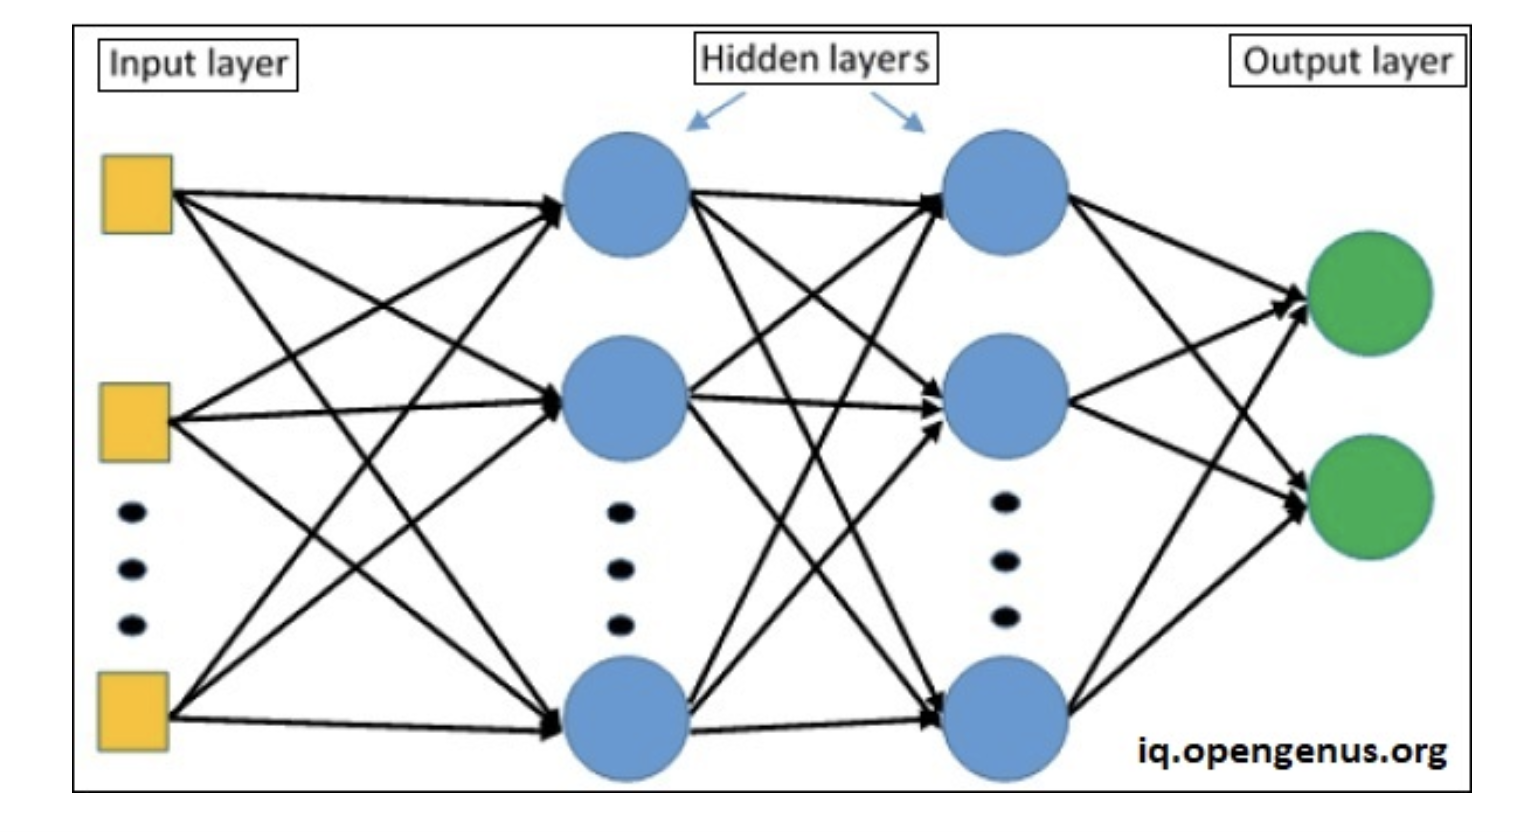 Input layer
Hidden layers
Output layer
iq.opengenus.org